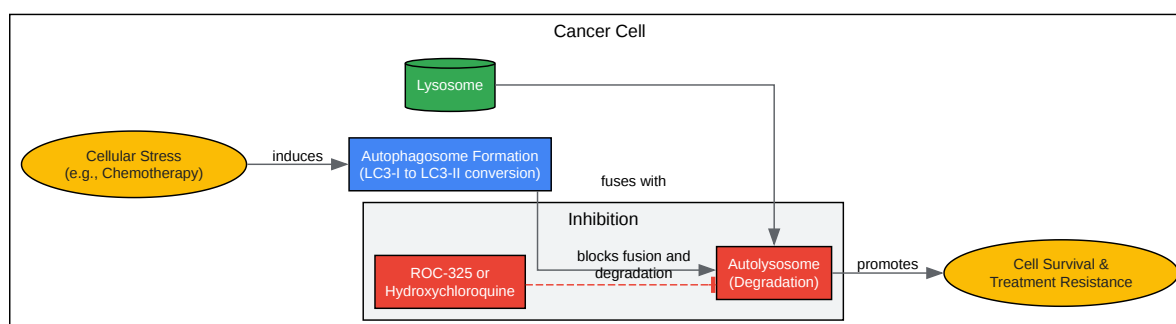 Cancer Cell
Lysosome
Cellular Stress
(e.g., Chemotherapy)
induces
Autophagosome Formation
(LC3-I to LC3-II conversion)
fuses with
Inhibition
ROC-325 or
Hydroxychloroquine
blocks fusion and
degradation
Autolysosome
(Degradation)
promotes
Cell Survival &
Treatment Resistance